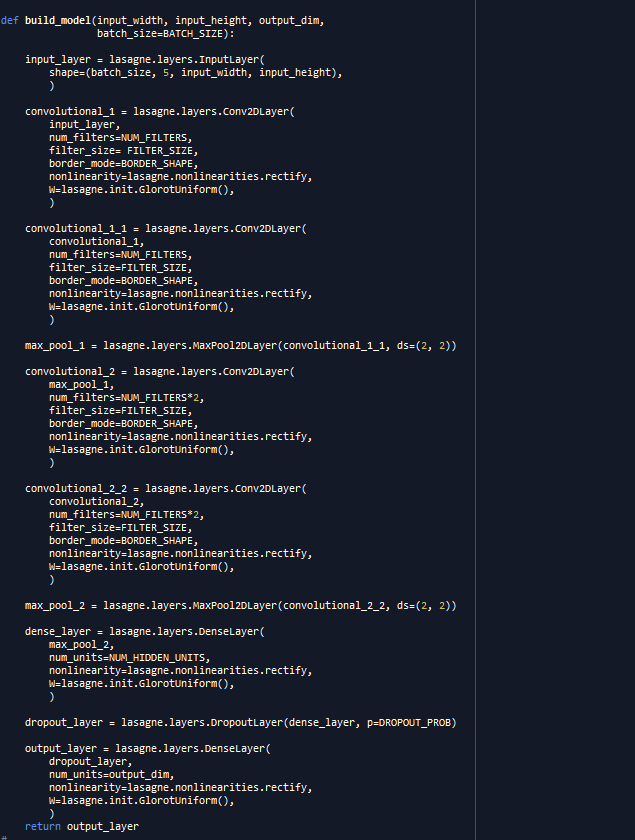 def build_model(input_width, input_height, output_dim,
                batch_size=BATCH_SIZE):
    input_layer = lasagne.layers.InputLayer(
        shape=(batch_size, 5, input_width, input_height),
        )
    convolutional_1 = lasagne.layers.Conv2DLayer(
        input_layer,
        num_filters=NUM_FILTERS,
        filter_size= FILTER_SIZE,
        border_mode=BORDER_SHAPE,
        nonlinearity=lasagne.nonlinearities.rectify,
        W=lasagne.init.GlorotUniform(),
        )
    convolutional_1_1 = lasagne.layers.Conv2DLayer(
        convolutional_1,
        num_filters=NUM_FILTERS,
        filter_size=FILTER_SIZE,
        border_mode=BORDER_SHAPE,
        nonlinearity=lasagne.nonlinearities.rectify,
        W=lasagne.init.GlorotUniform(),
        )
    max_pool_1 = lasagne.layers.MaxPool2DLayer(convolutional_1_1, ds=(2, 2))
    convolutional_2 = lasagne.layers.Conv2DLayer(
        max_pool_1,
        num_filters=NUM_FILTERS*2,
        filter_size=FILTER_SIZE,
        border_mode=BORDER_SHAPE,
        nonlinearity=lasagne.nonlinearities.rectify,
        W=lasagne.init.GlorotUniform(),
        )
    convolutional_2_2 = lasagne.layers.Conv2DLayer(
        convolutional_2,
        num_filters=NUM_FILTERS*2,
        filter_size=FILTER_SIZE,
        border_mode=BORDER_SHAPE,
        nonlinearity=lasagne.nonlinearities.rectify,
        W=lasagne.init.GlorotUniform(),
        )
    max_pool_2 = lasagne.layers.MaxPool2DLayer(convolutional_2_2, ds=(2, 2))
    dense_layer = lasagne.layers.DenseLayer(
        max_pool_2,
        num_units=NUM_HIDDEN_UNITS,
        nonlinearity=lasagne.nonlinearities.rectify,
        W=lasagne.init.GlorotUniform(),
        )
    dropout_layer = lasagne.layers.DropoutLayer(dense_layer, p=DROPOUT_PROB)
    output_layer = lasagne.layers.DenseLayer(
        dropout_layer,
        num_units=output_dim,
        nonlinearity=lasagne.nonlinearities.rectify,
        W=lasagne.init.GlorotUniform(),
        )
    return output_layer
#